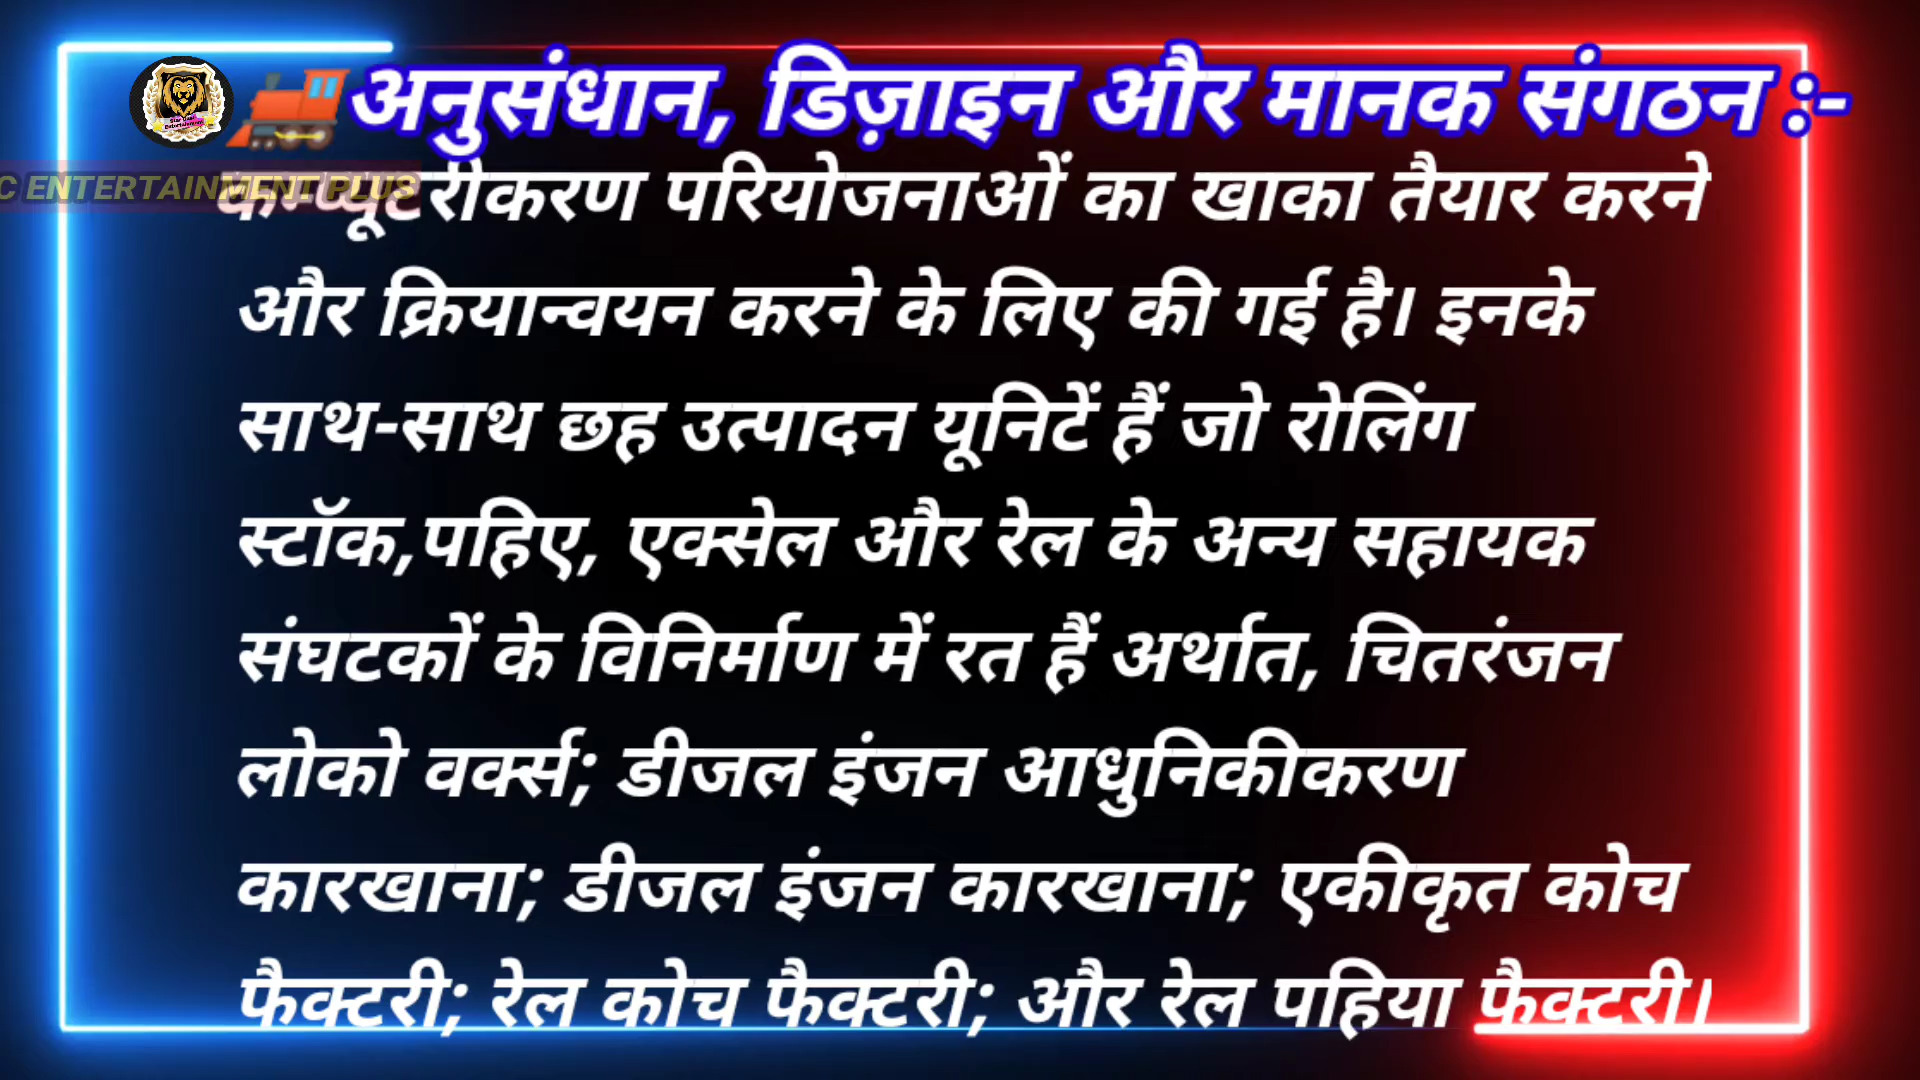 अनुसंधान, डिज़ाइन और मानक संगठन :-
C ENTERTAINMENT PLUS
कम्प्यूटरीकरण परियोजनाओं का खाका तैयार करने
और क्रियान्वयन करने के लिए की गई है। इनके
साथ-साथ छह उत्पादन यूनिटें हैं जो रोलिंग
स्टॉक,पहिए, एक्सेल और रेल के अन्य सहायक
संघटकों के विनिर्माण में रत हैं अर्थात, चितरंजन
लोको वर्क्स; डीजल इंजन आधुनिकीकरण
कारखाना; डीजल इंजन कारखाना; एकीकृत कोच
फैक्टरी; रेल कोच फैक्टरी; और रेल पहिया फैक्टरी।